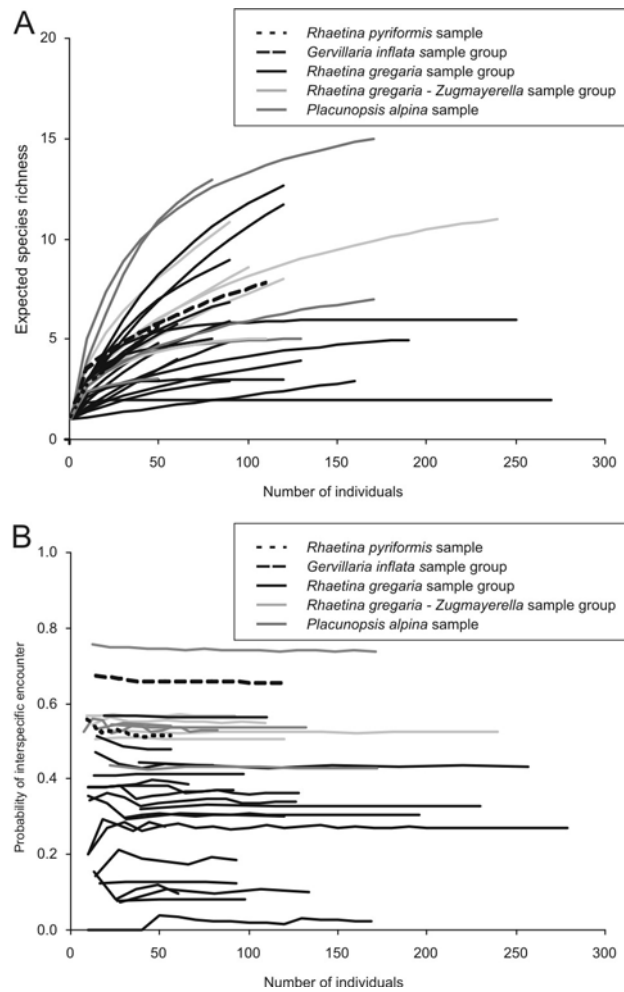 A
Expected species richness
20
15
10
5
0
0 50 100 150 200 250 300
Number of individuals
Rhaetina pyriformis sample
Gervillaria inflata sample group
Rhaetina gregaria sample group
Rhaetina gregaria - Zugmayerella sample group
Placunopsis alpina sample
B
Probability of interspecific encounter
1.0
0.8
0.6
0.4
0.2
0.0
0 50 100 150 200 250 300
Number of individuals
Rhaetina pyriformis sample
Gervillaria inflata sample group
Rhaetina gregaria sample group
Rhaetina gregaria - Zugmayerella sample group
Placunopsis alpina sample